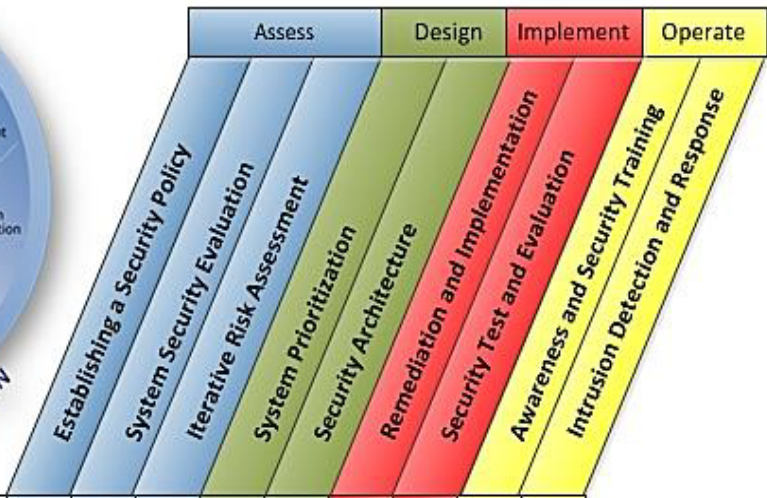 Assess
Design
Implement
Operate
Establishing a Security Policy
System Security Evaluation
Iterative Risk Assessment
System Prioritization
Security Architecture
Remediation and Implementation
Security Test and Evaluation
Awareness and Security Training
Intrusion Detection and Response